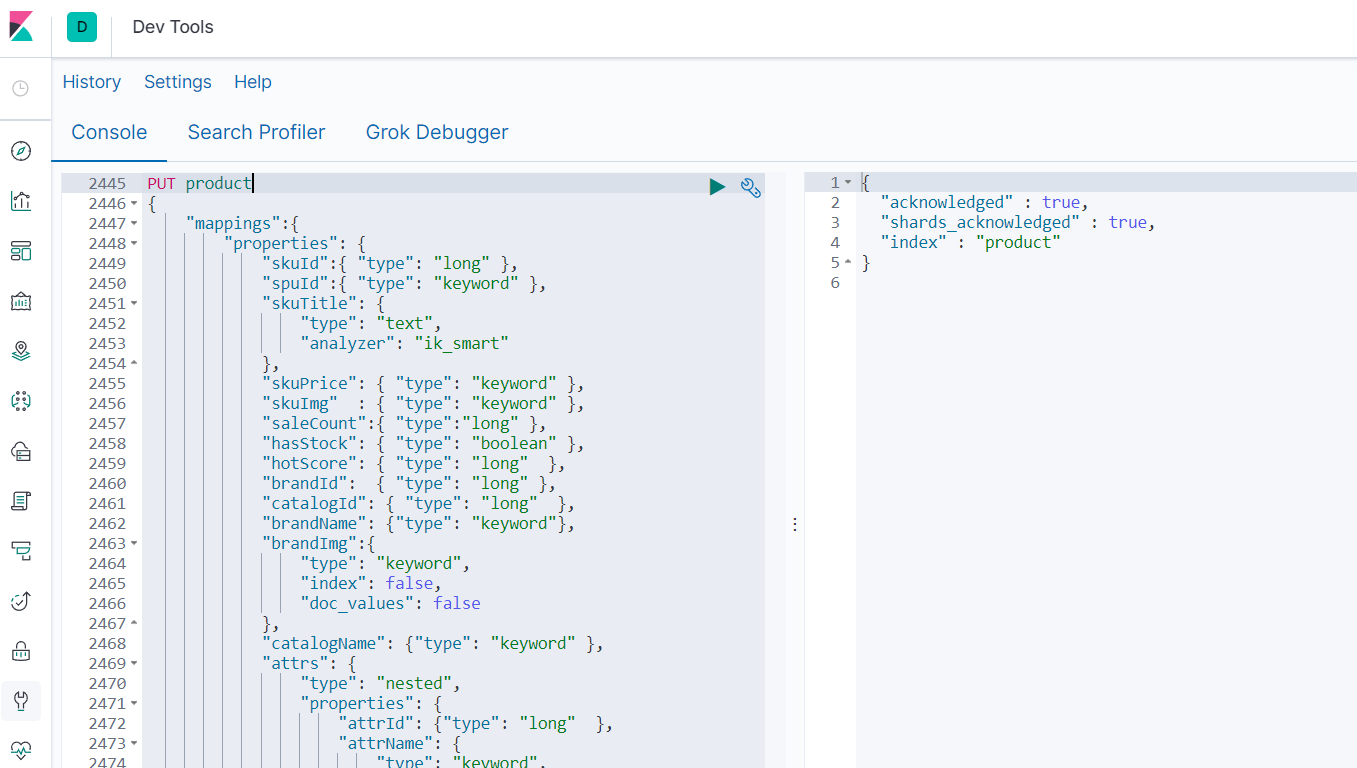 D
Dev Tools
History Settings Help
Console Search Profiler Grok Debugger
2445 PUT product
2446 {
2447 "mappings":{
2448 "properties": {
2449 "skuId":{ "type": "long" },
2450 "spuId":{ "type": "keyword" },
2451 "skuTitle": {
2452 "type": "text",
2453 "analyzer": "ik_smart"
2454 },
2455 "skuPrice": { "type": "keyword" },
2456 "skuImg"  : { "type": "keyword" },
2457 "saleCount":{ "type":"long" },
2458 "hasStock": { "type": "boolean" },
2459 "hotScore": { "type": "long"  },
2460 "brandId":  { "type": "long" },
2461 "catalogId": { "type": "long"  },
2462 "brandName": {"type": "keyword"},
2463 "brandImg":{
2464 "type": "keyword",
2465 "index": false,
2466 "doc_values": false
2467 },
2468 "catalogName": {"type": "keyword" },
2469 "attrs": {
2470 "type": "nested",
2471 "properties": {
2472 "attrId": {"type": "long"  },
2473 "attrName": {
2474 "type": "keyword",
1 {
2 "acknowledged" : true,
3 "shards_acknowledged" : true,
4 "index" : "product"
5 }
6